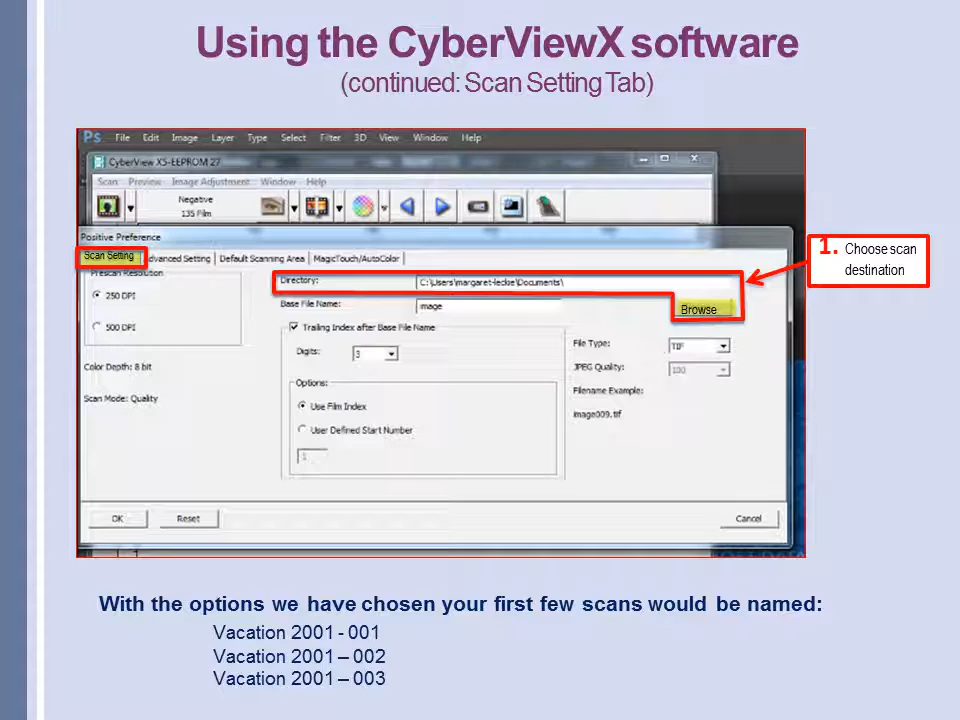 Using the CyberViewX software
(continued: Scan Setting Tab)
Ps File Edit Image Layer Type Select Filter 3D View Window Help
CyberView X5-EEPROM 27
Scan Preview Image Adjustment Window Help
Negative
135 Film
Positive Preference
Scan Setting Advanced Setting Default Scanning Area MagicTouch/AutoColor
1. Choose scan
destination
Prescan Resolution
Directory: C:\Users\margaret-leckie\Documents\
250 DPI
Base File Name: image
Browse
500 DPI
Trailing Index after Base File Name
Digits: 3
File Type: TIF
Color Depth: 8 bit
JPEG Quality: 100
Options:
Filename Example:
Scan Mode: Quality
Use Film Index
image009.tif
User Defined Start Number
1
OK Reset Cancel
1
With the options we have chosen your first few scans would be named:
Vacation 2001 - 001
Vacation 2001 – 002
Vacation 2001 – 003